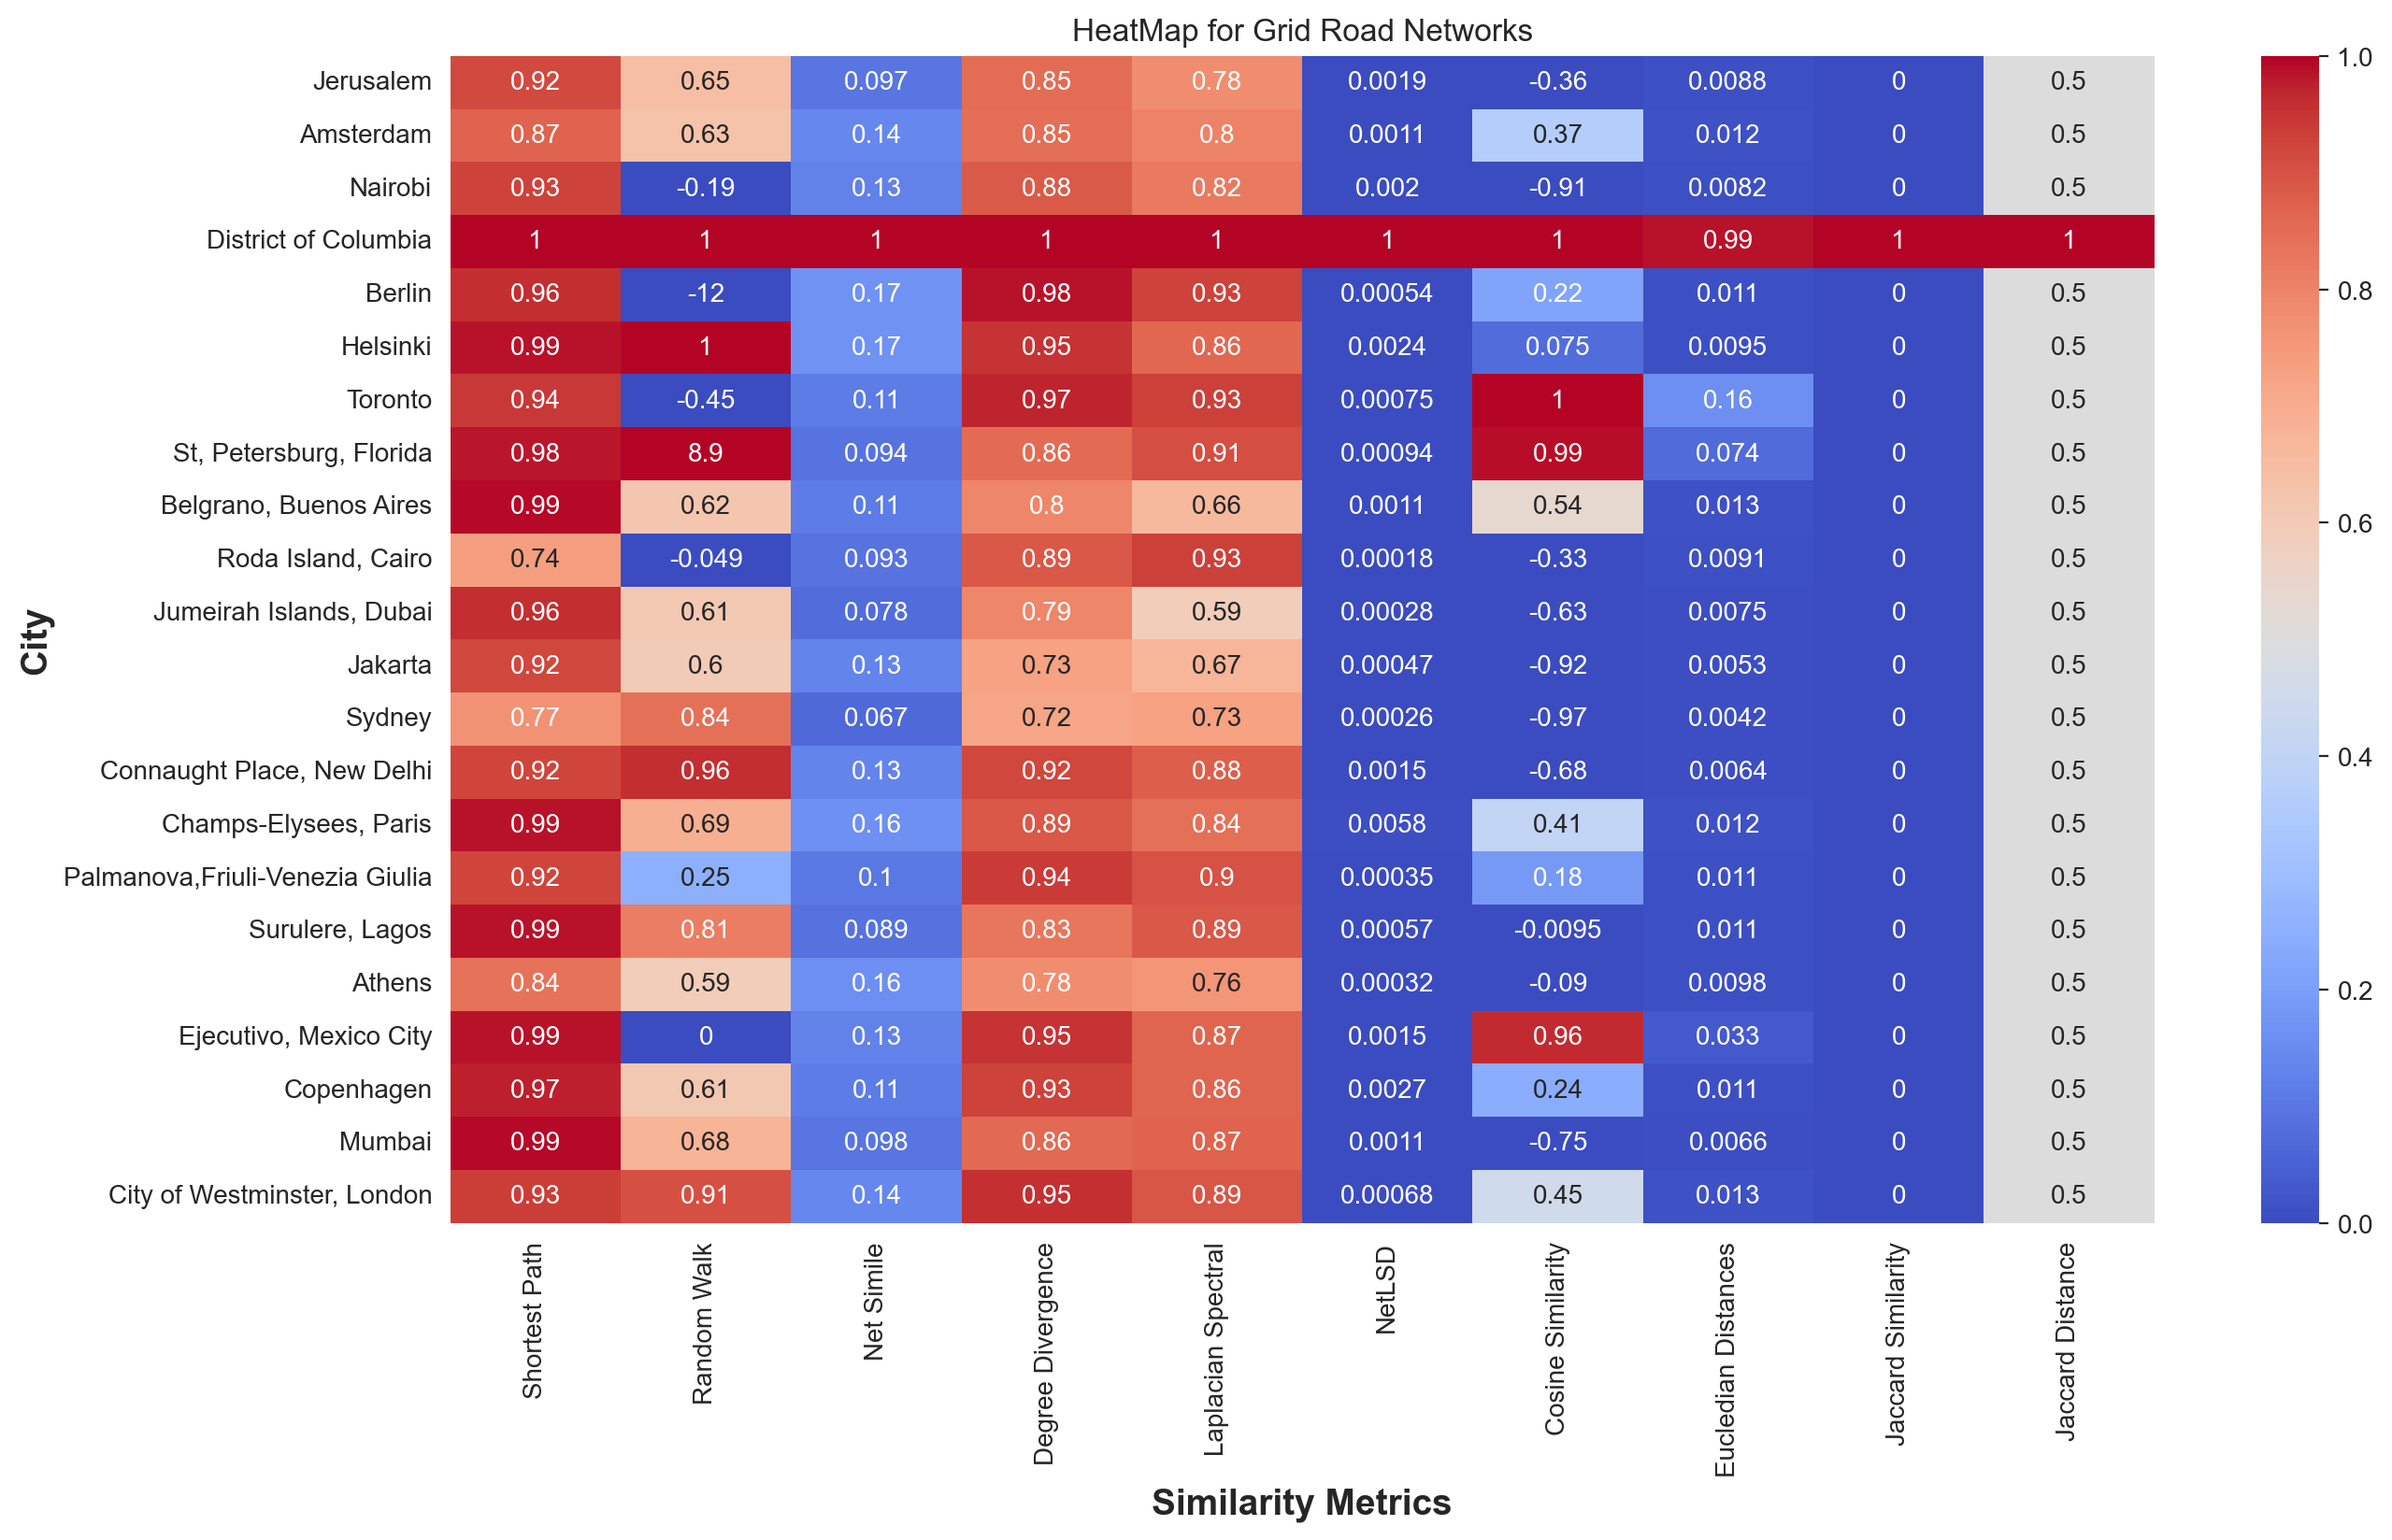 HeatMap for Grid Road Networks
Jerusalem 0.92 0.65 0.097 0.85 0.78 0.0019 -0.36 0.0088 0 0.5
Amsterdam 0.87 0.63 0.14 0.85 0.8 0.0011 0.37 0.012 0 0.5
Nairobi 0.93 -0.19 0.13 0.88 0.82 0.002 -0.91 0.0082 0 0.5
District of Columbia 1 1 1 1 1 1 1 0.99 1 1
Berlin 0.96 -12 0.17 0.98 0.93 0.00054 0.22 0.011 0 0.5
Helsinki 0.99 1 0.17 0.95 0.86 0.0024 0.075 0.0095 0 0.5
Toronto 0.94 -0.45 0.11 0.97 0.93 0.00075 1 0.16 0 0.5
St, Petersburg, Florida 0.98 8.9 0.094 0.86 0.91 0.00094 0.99 0.074 0 0.5
Belgrano, Buenos Aires 0.99 0.62 0.11 0.8 0.66 0.0011 0.54 0.013 0 0.5
Roda Island, Cairo 0.74 -0.049 0.093 0.89 0.93 0.00018 -0.33 0.0091 0 0.5
Jumeirah Islands, Dubai 0.96 0.61 0.078 0.79 0.59 0.00028 -0.63 0.0075 0 0.5
Jakarta 0.92 0.6 0.13 0.73 0.67 0.00047 -0.92 0.0053 0 0.5
Sydney 0.77 0.84 0.067 0.72 0.73 0.00026 -0.97 0.0042 0 0.5
Connaught Place, New Delhi 0.92 0.96 0.13 0.92 0.88 0.0015 -0.68 0.0064 0 0.5
Champs-Elysees, Paris 0.99 0.69 0.16 0.89 0.84 0.0058 0.41 0.012 0 0.5
Palmanova,Friuli-Venezia Giulia 0.92 0.25 0.1 0.94 0.9 0.00035 0.18 0.011 0 0.5
Surulere, Lagos 0.99 0.81 0.089 0.83 0.89 0.00057 -0.0095 0.011 0 0.5
Athens 0.84 0.59 0.16 0.78 0.76 0.00032 -0.09 0.0098 0 0.5
Ejecutivo, Mexico City 0.99 0 0.13 0.95 0.87 0.0015 0.96 0.033 0 0.5
Copenhagen 0.97 0.61 0.11 0.93 0.86 0.0027 0.24 0.011 0 0.5
Mumbai 0.99 0.68 0.098 0.86 0.87 0.0011 -0.75 0.0066 0 0.5
City of Westminster, London 0.93 0.91 0.14 0.95 0.89 0.00068 0.45 0.013 0 0.5
City
Shortest Path
Random Walk
Net Simile
Degree Divergence
Laplacian Spectral
NetLSD
Cosine Similarity
Eucledian Distances
Jaccard Similarity
Jaccard Distance
Similarity Metrics
1.0
0.8
0.6
0.4
0.2
0.0